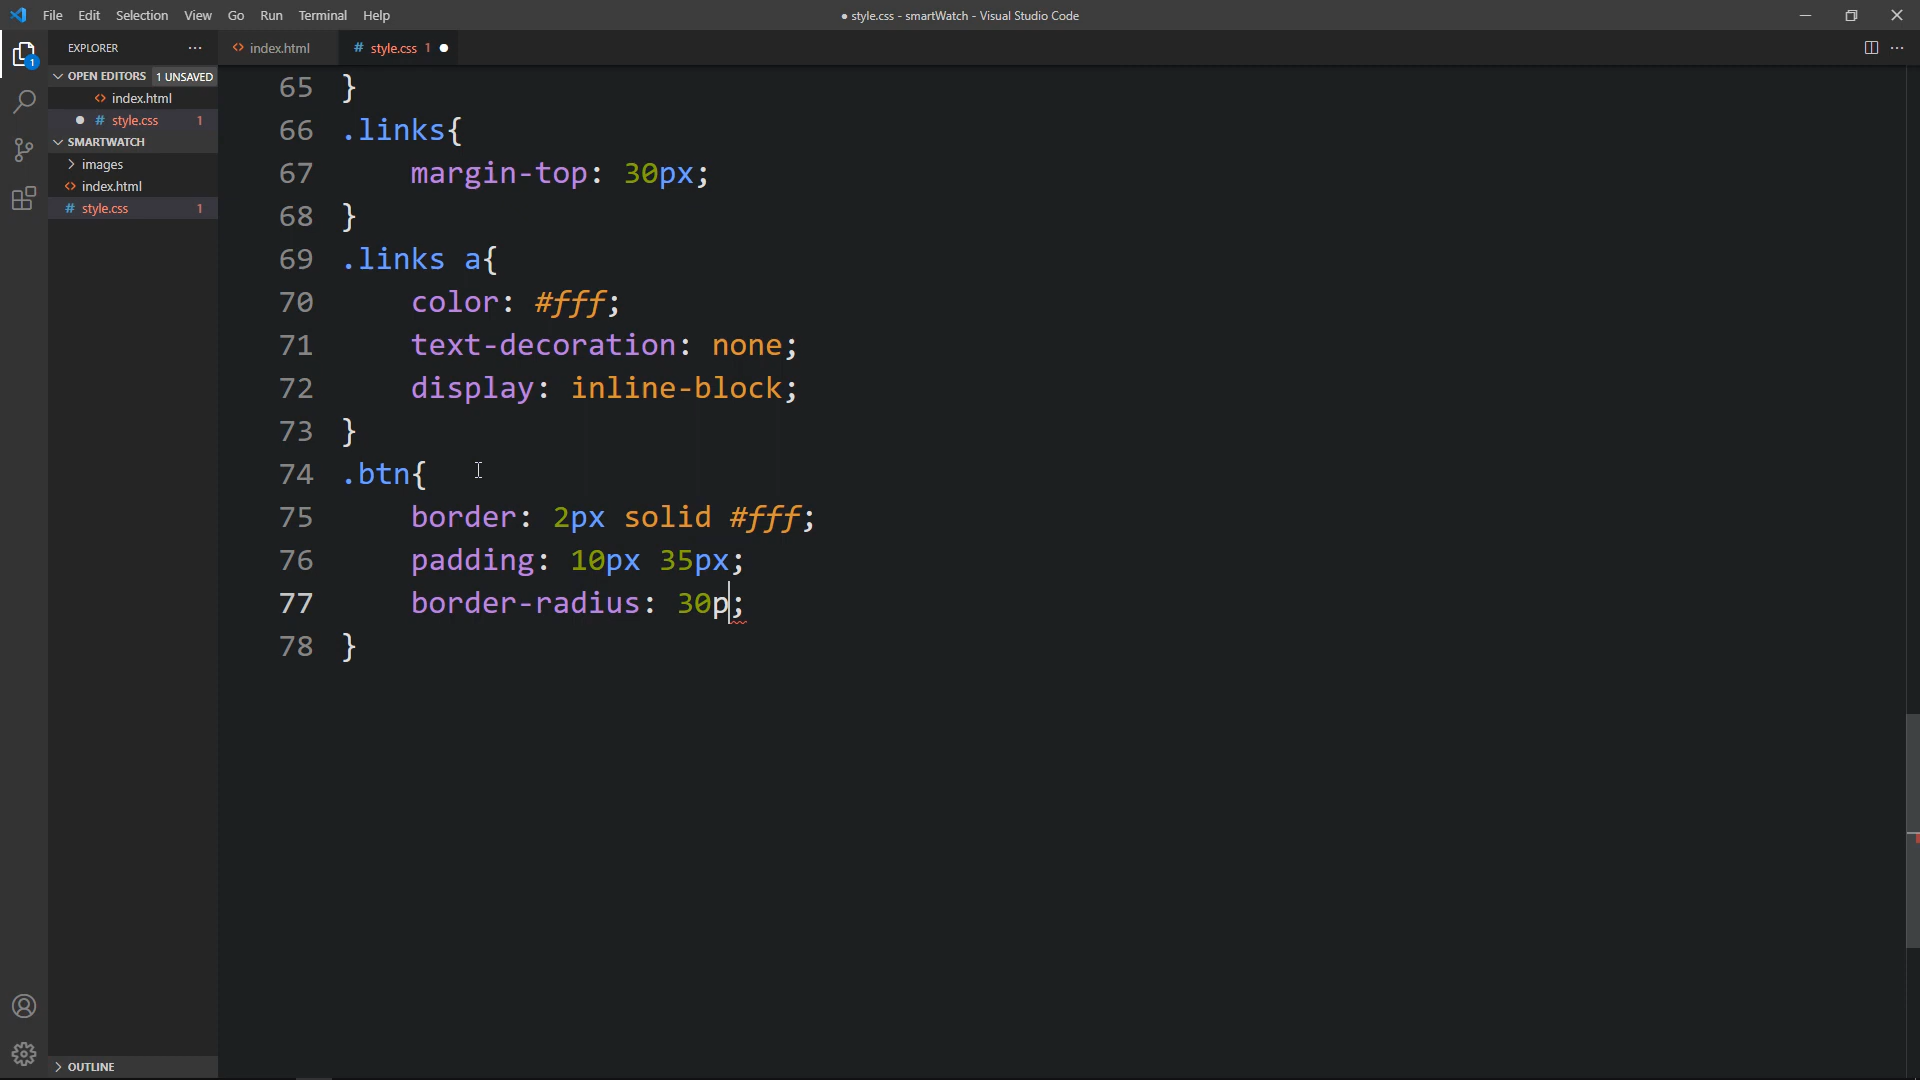 File Edit Selection View Go Run Terminal Help
● style.css - smartWatch - Visual Studio Code
EXPLORER ···
index.html
# style.css 1 ●
OPEN EDITORS 1 UNSAVED
index.html
# style.css 1
SMARTWATCH
images
index.html
# style.css 1
OUTLINE
1
65 }
66 .links{
67 margin-top: 30px;
68 }
69 .links a{
70 color: #fff;
71 text-decoration: none;
72 display: inline-block;
73 }
74 .btn{
75 border: 2px solid #fff;
76 padding: 10px 35px;
77 border-radius: 30p;
78 }